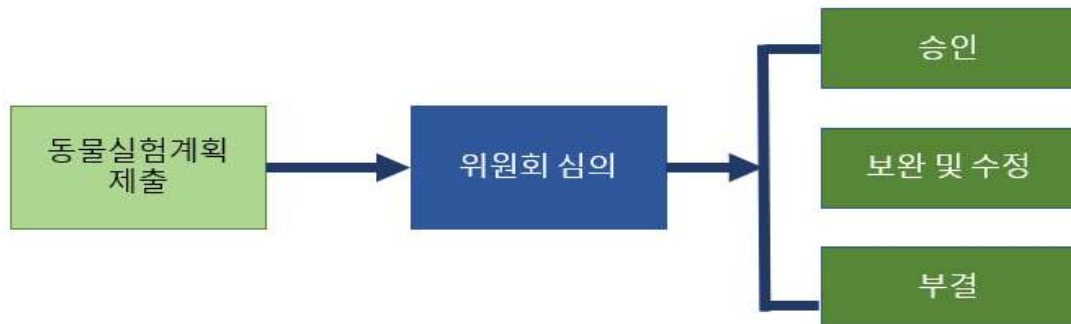 동물실험계획
제출
위원회 심의
승인
보완 및 수정
부결